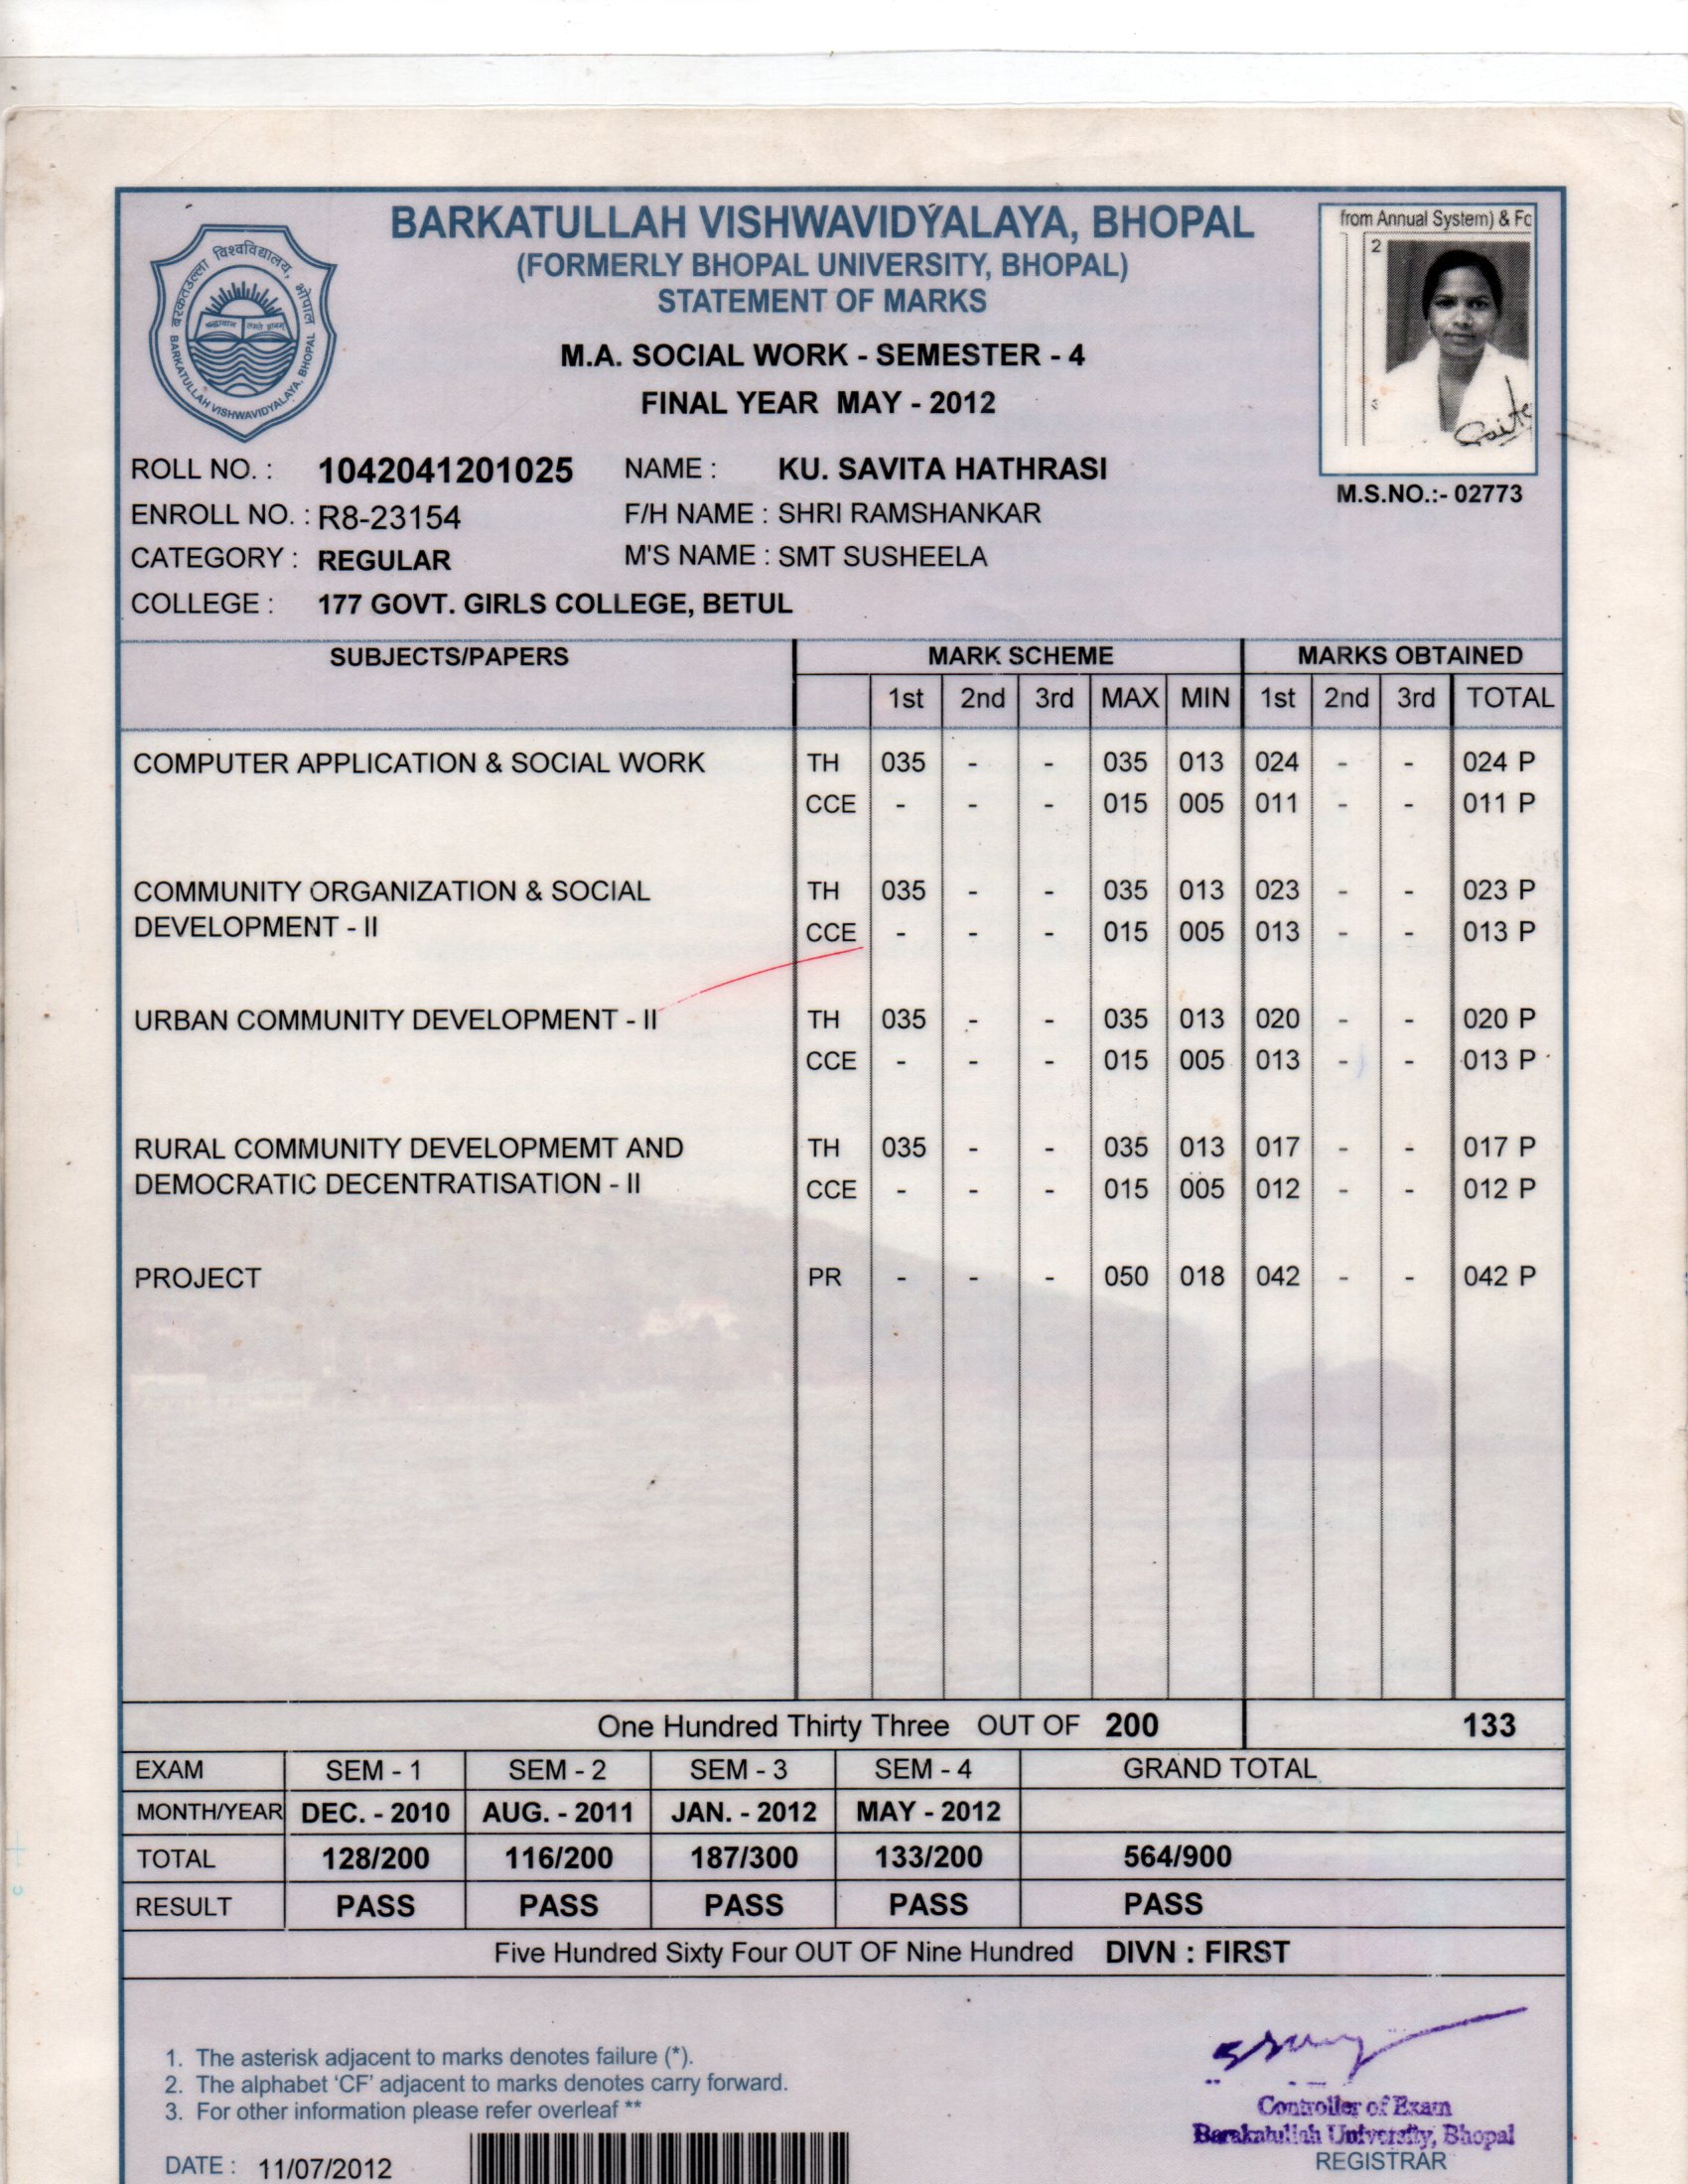 BARKATULLAH VISHWAVIDYALAYA, BHOPAL
(FORMERLY BHOPAL UNIVERSITY, BHOPAL)
STATEMENT OF MARKS
M.A. SOCIAL WORK - SEMESTER - 4
FINAL YEAR MAY - 2012
बरकतउल्ला विश्वविद्यालय, भोपाल
BARKATULLAH VISHWAVIDYALAYA, BHOPAL
from Annual System) & Fc
2
M.S.NO.:- 02773
ROLL NO. : 1042041201025 NAME : KU. SAVITA HATHRASI
ENROLL NO. : R8-23154 F/H NAME : SHRI RAMSHANKAR
CATEGORY : REGULAR M'S NAME : SMT SUSHEELA
COLLEGE : 177 GOVT. GIRLS COLLEGE, BETUL
SUBJECTS/PAPERS MARK SCHEME MARKS OBTAINED
1st 2nd 3rd MAX MIN 1st 2nd 3rd TOTAL
COMPUTER APPLICATION & SOCIAL WORK TH 035 - - 035 013 024 - - 024 P
CCE - - - 015 005 011 - - 011 P
COMMUNITY ORGANIZATION & SOCIAL TH 035 - - 035 013 023 - - 023 P
DEVELOPMENT - II CCE - - - 015 005 013 - - 013 P
URBAN COMMUNITY DEVELOPMENT - II TH 035 - - 035 013 020 - - 020 P
CCE - - - 015 005 013 - - 013 P
RURAL COMMUNITY DEVELOPMEMT AND TH 035 - - 035 013 017 - - 017 P
DEMOCRATIC DECENTRATISATION - II CCE - - - 015 005 012 - - 012 P
PROJECT PR - - - 050 018 042 - - 042 P
One Hundred Thirty Three OUT OF 200 133
EXAM SEM - 1 SEM - 2 SEM - 3 SEM - 4 GRAND TOTAL
MONTH/YEAR DEC. - 2010 AUG. - 2011 JAN. - 2012 MAY - 2012
TOTAL 128/200 116/200 187/300 133/200 564/900
RESULT PASS PASS PASS PASS PASS
Five Hundred Sixty Four OUT OF Nine Hundred DIVN : FIRST
1. The asterisk adjacent to marks denotes failure (*).
2. The alphabet ‘CF’ adjacent to marks denotes carry forward.
3. For other information please refer overleaf **
Controller of Exam
Barakatullah University, Bhopal
REGISTRAR
DATE : 11/07/2012